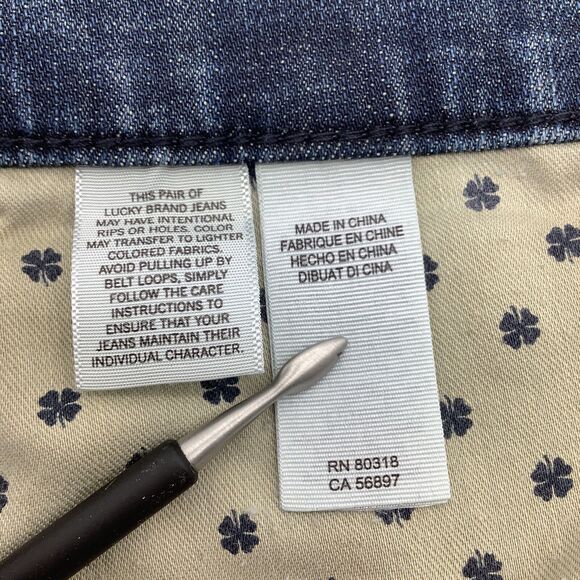 THIS PAIR OF
LUCKY BRAND JEANS
MAY HAVE INTENTIONAL
RIPS OR HOLES. COLOR
MAY TRANSFER TO LIGHTER
COLORED FABRICS.
AVOID PULLING UP BY
BELT LOOPS, SIMPLY
FOLLOW THE CARE
INSTRUCTIONS TO
ENSURE THAT YOUR
JEANS MAINTAIN THEIR
INDIVIDUAL CHARACTER.
MADE IN CHINA
FABRIQUE EN CHINE
HECHO EN CHINA
DIBUAT DI CINA
RN 80318
CA 56897